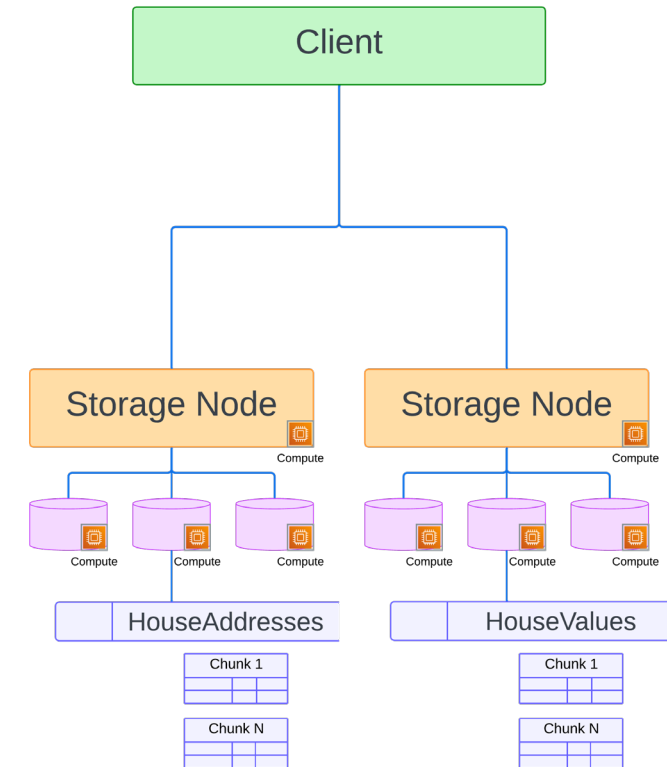 Client
Storage Node
Compute
Storage Node
Compute
Compute
Compute
Compute
Compute
Compute
Compute
HouseAddresses
HouseValues
Chunk 1
Chunk 1
Chunk N
Chunk N